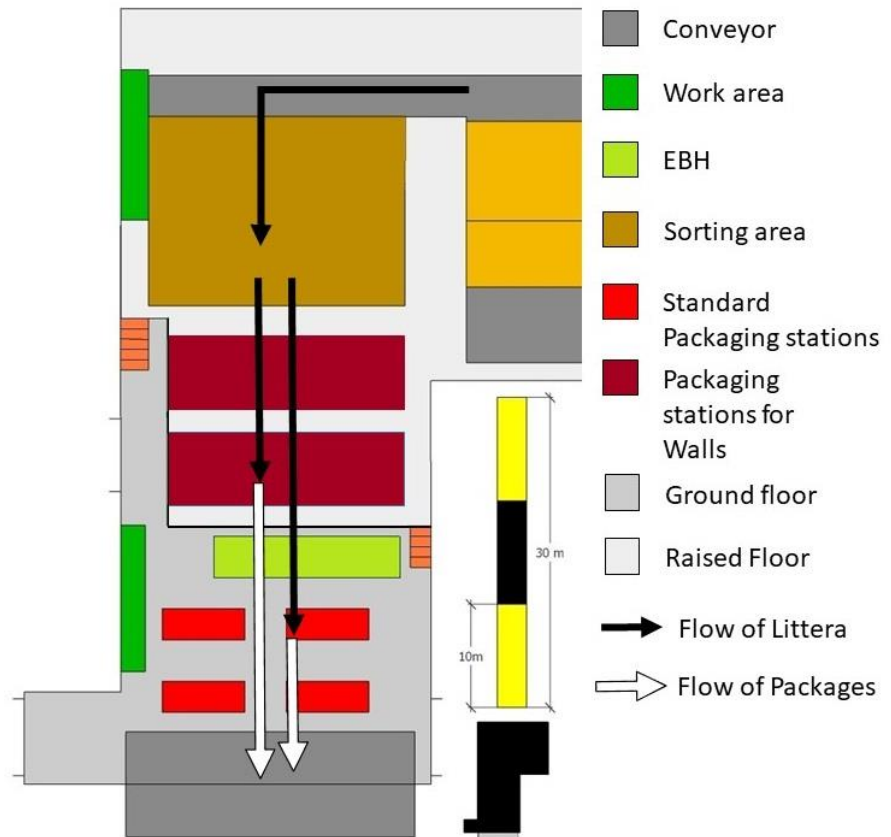 Conveyor
Work area
EBH
Sorting area
Standard
Packaging stations
Packaging
stations for
Walls
Ground floor
Raised Floor
Flow of Littera
Flow of Packages
30 m
10m